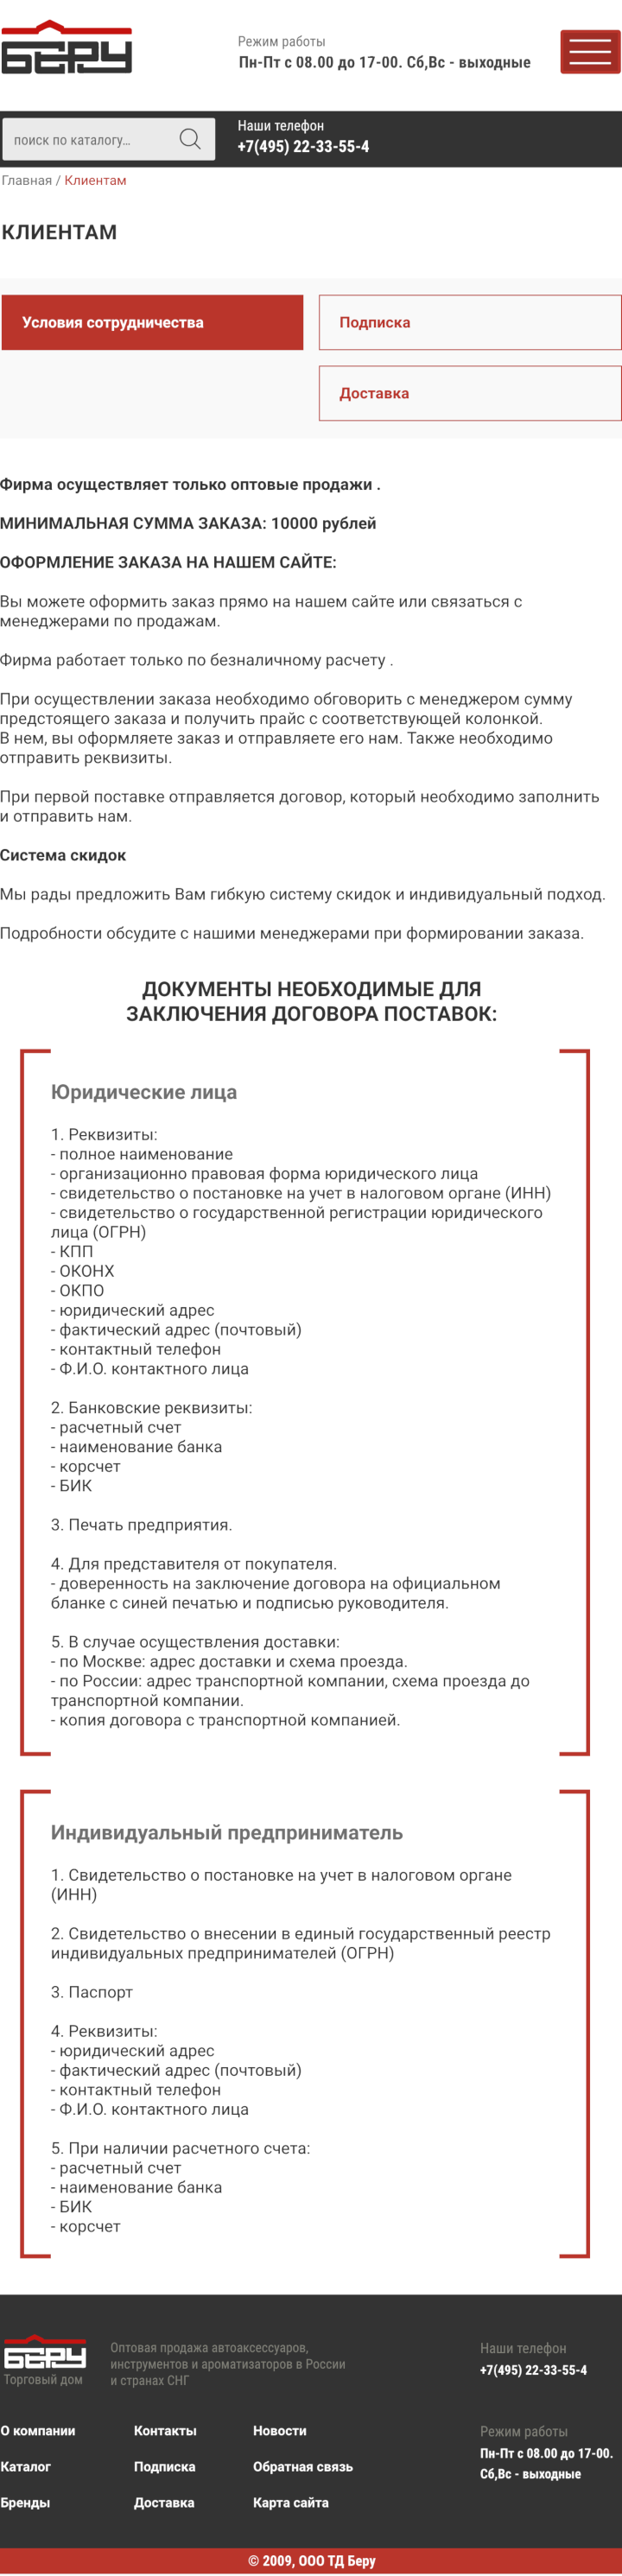 БЕРУ
Режим работы
Пн-Пт с 08.00 до 17-00. Сб,Вс - выходные
поиск по каталогу...
Наши телефон
+7(495) 22-33-55-4
Главная / Клиентам
КЛИЕНТАМ
Условия сотрудничества
Подписка
Доставка
Фирма осуществляет только оптовые продажи .
МИНИМАЛЬНАЯ СУММА ЗАКАЗА: 10000 рублей
ОФОРМЛЕНИЕ ЗАКАЗА НА НАШЕМ САЙТЕ:
Вы можете оформить заказ прямо на нашем сайте или связаться с
менеджерами по продажам.
Фирма работает только по безналичному расчету .
При осуществлении заказа необходимо обговорить с менеджером сумму
предстоящего заказа и получить прайс с соответствующей колонкой.
В нем, вы оформляете заказ и отправляете его нам. Также необходимо
отправить реквизиты.
При первой поставке отправляется договор, который необходимо заполнить
и отправить нам.
Система скидок
Мы рады предложить Вам гибкую систему скидок и индивидуальный подход.
Подробности обсудите с нашими менеджерами при формировании заказа.
ДОКУМЕНТЫ НЕОБХОДИМЫЕ ДЛЯ
ЗАКЛЮЧЕНИЯ ДОГОВОРА ПОСТАВОК:
Юридические лица
1. Реквизиты:
- полное наименование
- организационно правовая форма юридического лица
- свидетельство о постановке на учет в налоговом органе (ИНН)
- свидетельство о государственной регистрации юридического
лица (ОГРН)
- КПП
- ОКОНХ
- ОКПО
- юридический адрес
- фактический адрес (почтовый)
- контактный телефон
- Ф.И.О. контактного лица
2. Банковские реквизиты:
- расчетный счет
- наименование банка
- корсчет
- БИК
3. Печать предприятия.
4. Для представителя от покупателя.
- доверенность на заключение договора на официальном
бланке с синей печатью и подписью руководителя.
5. В случае осуществления доставки:
- по Москве: адрес доставки и схема проезда.
- по России: адрес транспортной компании, схема проезда до
транспортной компании.
- копия договора с транспортной компанией.
Индивидуальный предприниматель
1. Свидетельство о постановке на учет в налоговом органе
(ИНН)
2. Свидетельство о внесении в единый государственный реестр
индивидуальных предпринимателей (ОГРН)
3. Паспорт
4. Реквизиты:
- юридический адрес
- фактический адрес (почтовый)
- контактный телефон
- Ф.И.О. контактного лица
5. При наличии расчетного счета:
- расчетный счет
- наименование банка
- БИК
- корсчет
БЕРУ
Торговый дом
Оптовая продажа автоаксессуаров,
инструментов и ароматизаторов в России
и странах СНГ
Наши телефон
+7(495) 22-33-55-4
О компании
Контакты
Новости
Каталог
Подписка
Обратная связь
Бренды
Доставка
Карта сайта
Режим работы
Пн-Пт с 08.00 до 17-00.
Сб,Вс - выходные
© 2009, ООО ТД Беру